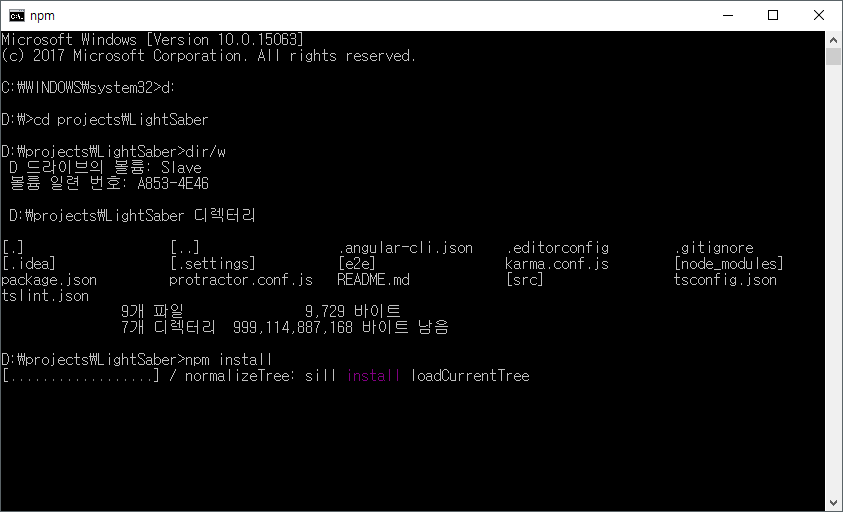 npm
Microsoft Windows [Version 10.0.15063]
(c) 2017 Microsoft Corporation. All rights reserved.
C:₩WINDOWS₩system32>d:
D:₩>cd projects₩LightSaber
D:₩projects₩LightSaber>dir/w
D 드라이브의 볼륨: Slave
볼륨 일련 번호: A853-4E46
D:₩projects₩LightSaber 디렉터리
[.] [..] .angular-cli.json .editorconfig .gitignore
[.idea] [.settings] [e2e] karma.conf.js [node_modules]
package.json protractor.conf.js README.md [src] tsconfig.json
tslint.json
9개 파일 9,729 바이트
7개 디렉터리 999,114,887,168 바이트 남음
D:₩projects₩LightSaber>npm install
[...................] / normalizeTree: sill install loadCurrentTree